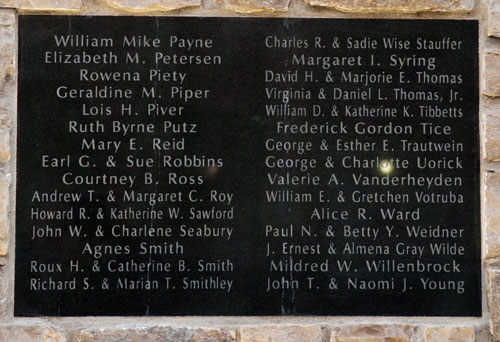 William Mike Payne
Elizabeth M. Petersen
Rowena Piety
Geraldine M. Piper
Lois H. Piver
Ruth Byrne Putz
Mary E. Reid
Earl G. & Sue Robbins
Courtney B. Ross
Andrew T. & Margaret C. Roy
Howard R. & Katherine W. Sawford
John W. & Charlene Seabury
Agnes Smith
Roux H. & Catherine B. Smith
Richard S. & Marian T. Smithley
Charles R. & Sadie Wise Stauffer
Margaret I. Syring
David H. & Marjorie E. Thomas
Virginia & Daniel L. Thomas, Jr.
William D. & Katherine K. Tibbetts
Frederick Gordon Tice
George & Esther E. Trautwein
George & Charlotte Uorick
Valerie A. Vanderheyden
William E. & Gretchen Votruba
Alice R. Ward
Paul N. & Betty Y. Weidner
J. Ernest & Almena Gray Wilde
Mildred W. Willenbrock
John T. & Naomi J. Young